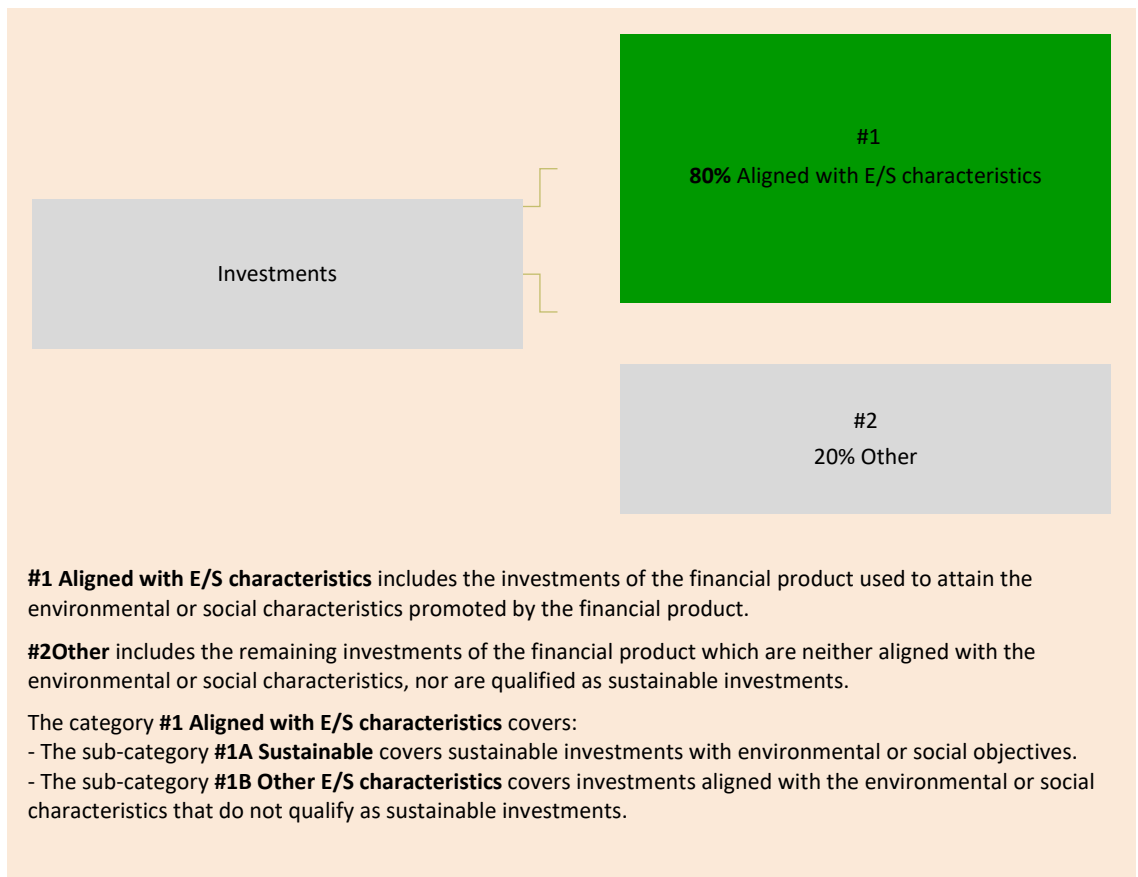 #1
80% Aligned with E/S characteristics
Investments
#2
20% Other
#1 Aligned with E/S characteristics includes the investments of the financial product used to attain the
environmental or social characteristics promoted by the financial product.
#2Other includes the remaining investments of the financial product which are neither aligned with the
environmental or social characteristics, nor are qualified as sustainable investments.
The category #1 Aligned with E/S characteristics covers:
- The sub-category #1A Sustainable covers sustainable investments with environmental or social objectives.
- The sub-category #1B Other E/S characteristics covers investments aligned with the environmental or social
characteristics that do not qualify as sustainable investments.